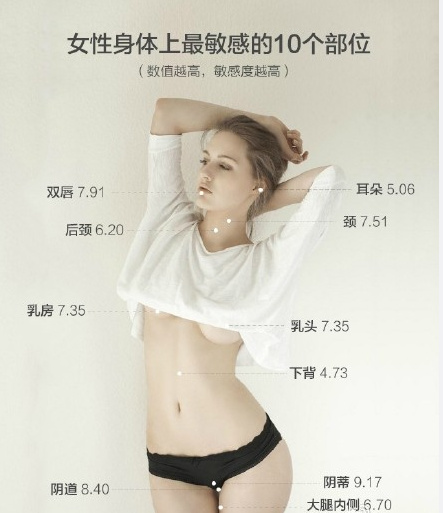 女性身体上最敏感的10个部位
（数值越高，敏感度越高）
双唇 7.91
耳朵 5.06
后颈 6.20
颈 7.51
乳房 7.35
乳头 7.35
下背 4.73
阴道 8.40
阴蒂 9.17
大腿内侧 6.70